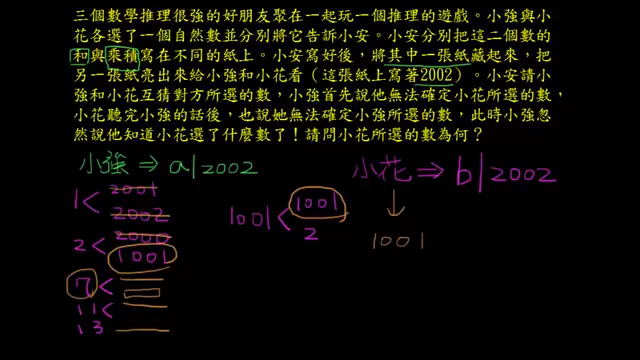 三個數學推理很強的好朋友聚在一起玩一個推理的遊戲。小強與小
花各選了一個自然數並分別將它告訴小安。小安分別把這二個數的
和與乘積寫在不同的紙上。小安寫好後，將其中一張紙藏起來，把
另一張紙亮出來給小強和小花看（這張紙上寫著2002）。小安請小
強和小花互猜對方所選的數，小強首先說他無法確定小花所選的數，
小花聽完小強的話後，也說她無法確定小強所選的數，此時小強忽
然說他知道小花選了什麼數了！請問小花所選的數為何？
小強 ⇒ a|2002
小花 ⇒ b|2002
1< 2001
2002
2< 2000
1001
7<
11<
13
1001< 1001
2
↓
1001